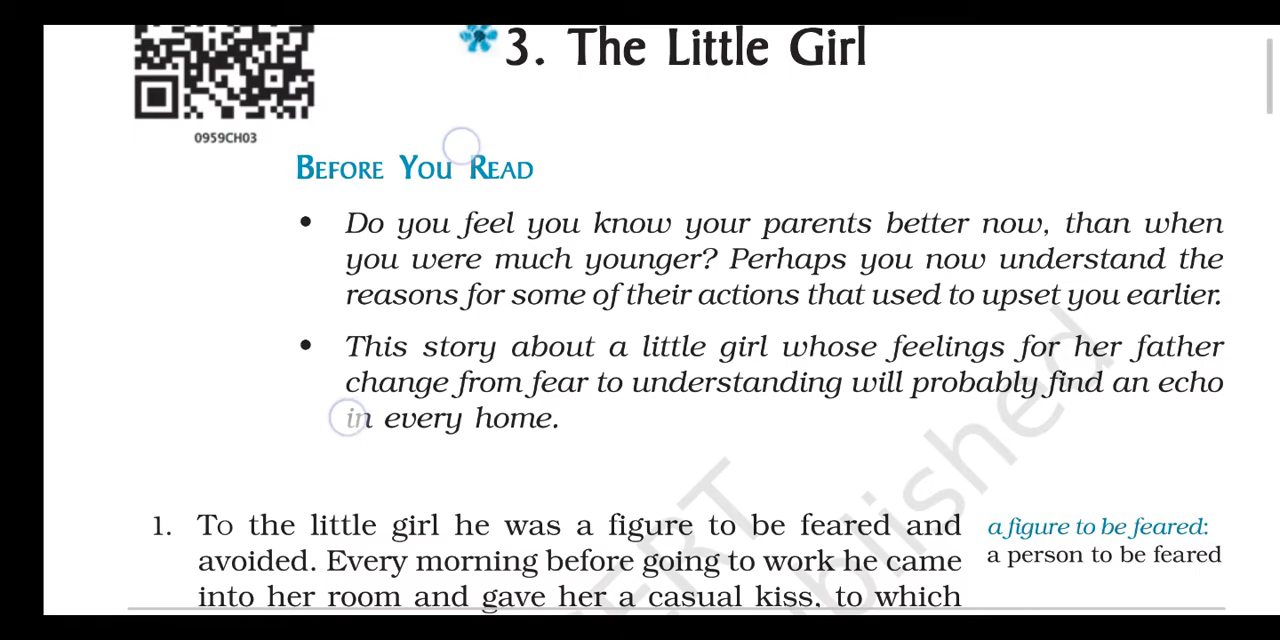 3. The Little Girl
0959CH03
BEFORE YOU READ
• Do you feel you know your parents better now, than when
you were much younger? Perhaps you now understand the
reasons for some of their actions that used to upset you earlier.
• This story about a little girl whose feelings for her father
change from fear to understanding will probably find an echo
in every home.
1. To the little girl he was a figure to be feared and
avoided. Every morning before going to work he came
into her room and gave her a casual kiss, to which
a figure to be feared:
a person to be feared